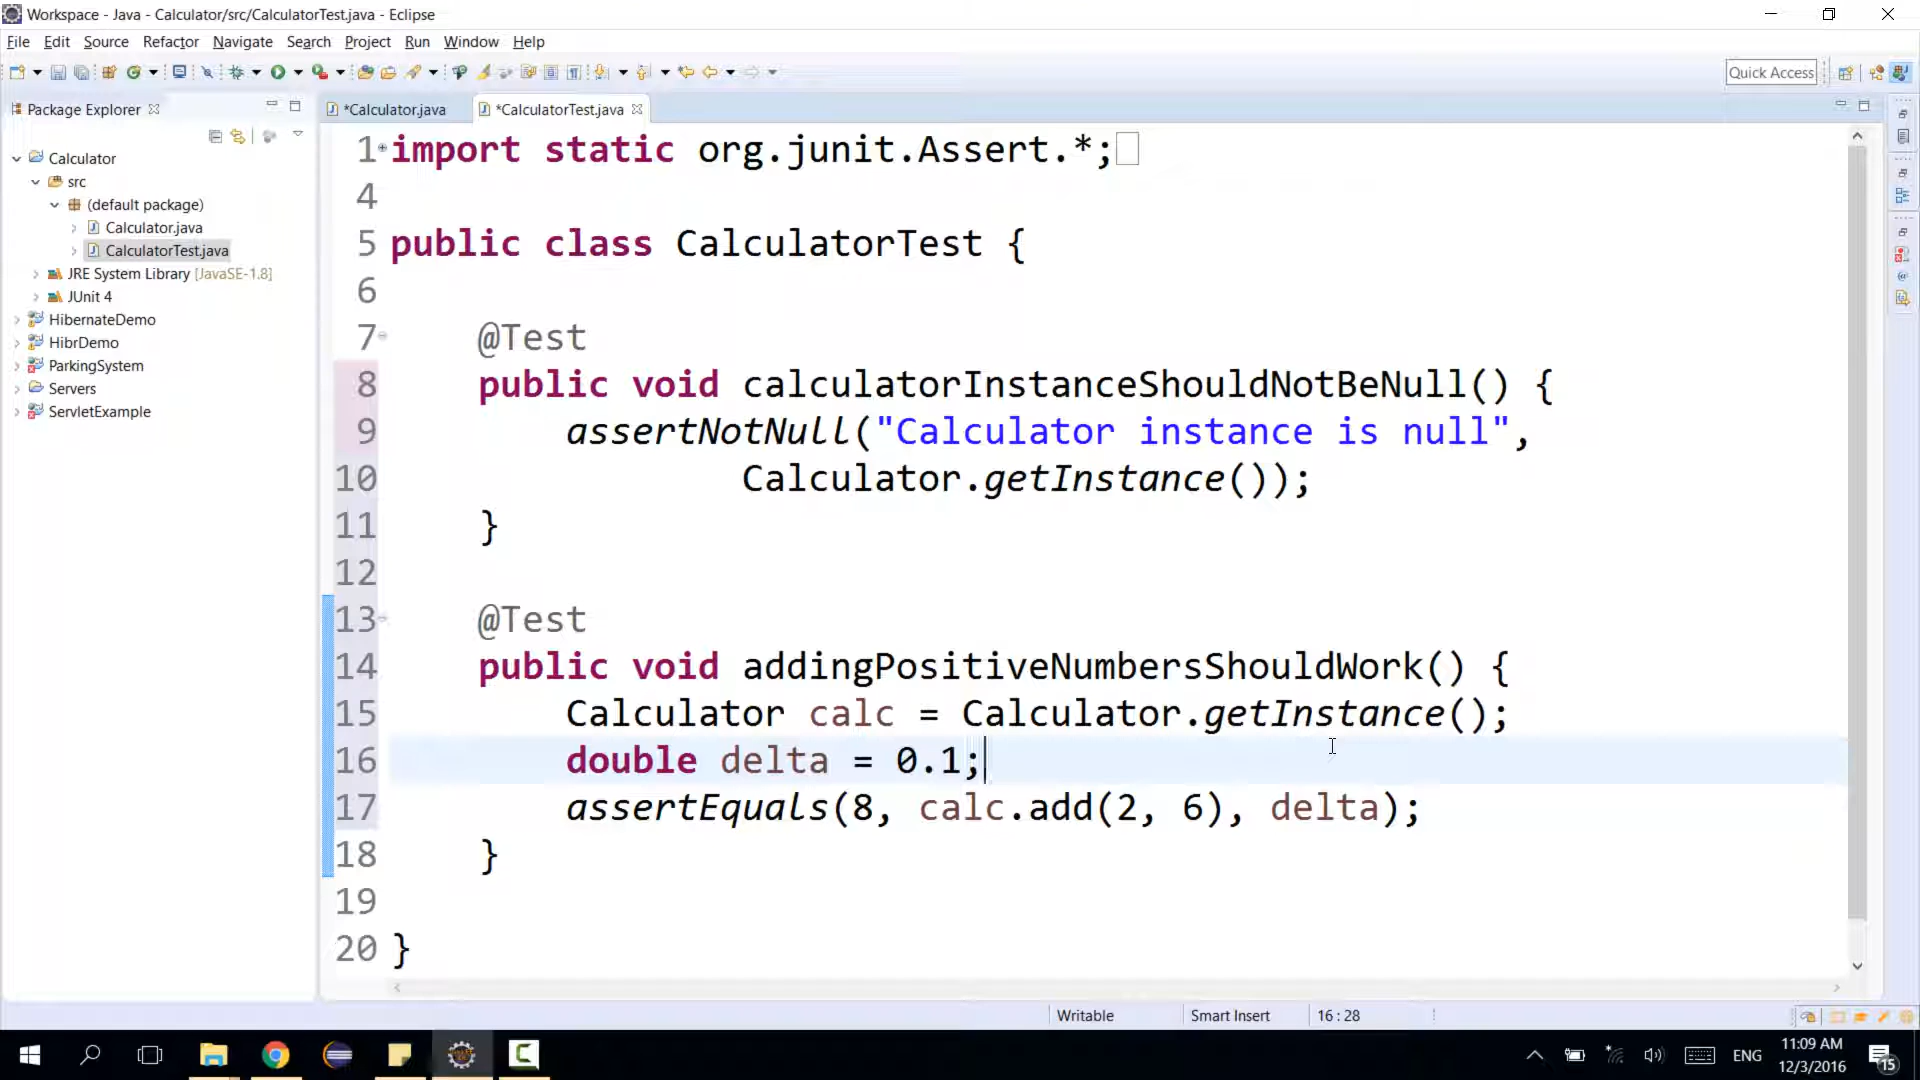 Workspace - Java - Calculator/src/CalculatorTest.java - Eclipse
File Edit Source Refactor Navigate Search Project Run Window Help
Quick Access
Package Explorer
*Calculator.java
*CalculatorTest.java
Calculator
src
(default package)
Calculator.java
CalculatorTest.java
JRE System Library [JavaSE-1.8]
JUnit 4
HibernateDemo
HibrDemo
ParkingSystem
Servers
ServletExample
1 import static org.junit.Assert.*;
4
5 public class CalculatorTest {
6
7 @Test
8 public void calculatorInstanceShouldNotBeNull() {
9 assertNotNull("Calculator instance is null",
10 Calculator.getInstance());
11 }
12
13 @Test
14 public void addingPositiveNumbersShouldWork() {
15 Calculator calc = Calculator.getInstance();
16 double delta = 0.1;
17 assertEquals(8, calc.add(2, 6), delta);
18 }
19
20 }
Writable Smart Insert 16 : 28
ENG
11:09 AM
12/3/2016
15